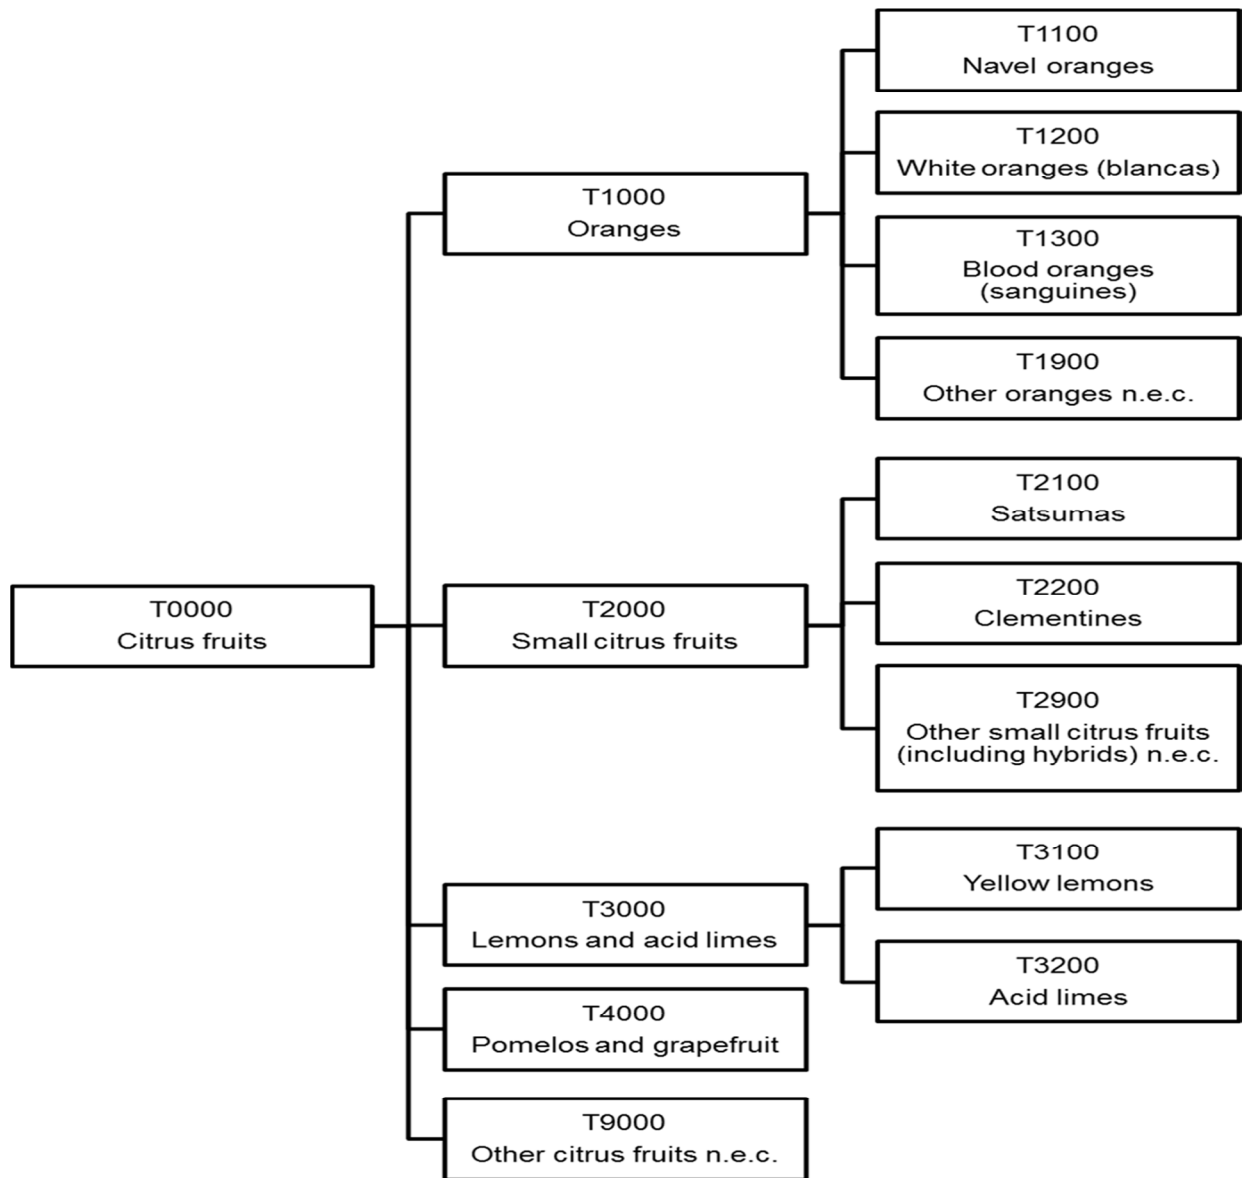 T0000
Citrus fruits
T1000
Oranges
T1100
Navel oranges
T1200
White oranges (blancas)
T1300
Blood oranges
(sanguines)
T1900
Other oranges n.e.c.
T2000
Small citrus fruits
T2100
Satsumas
T2200
Clementines
T2900
Other small citrus fruits
(including hybrids) n.e.c.
T3000
Lemons and acid limes
T3100
Yellow lemons
T3200
Acid limes
T4000
Pomelos and grapefruit
T9000
Other citrus fruits n.e.c.